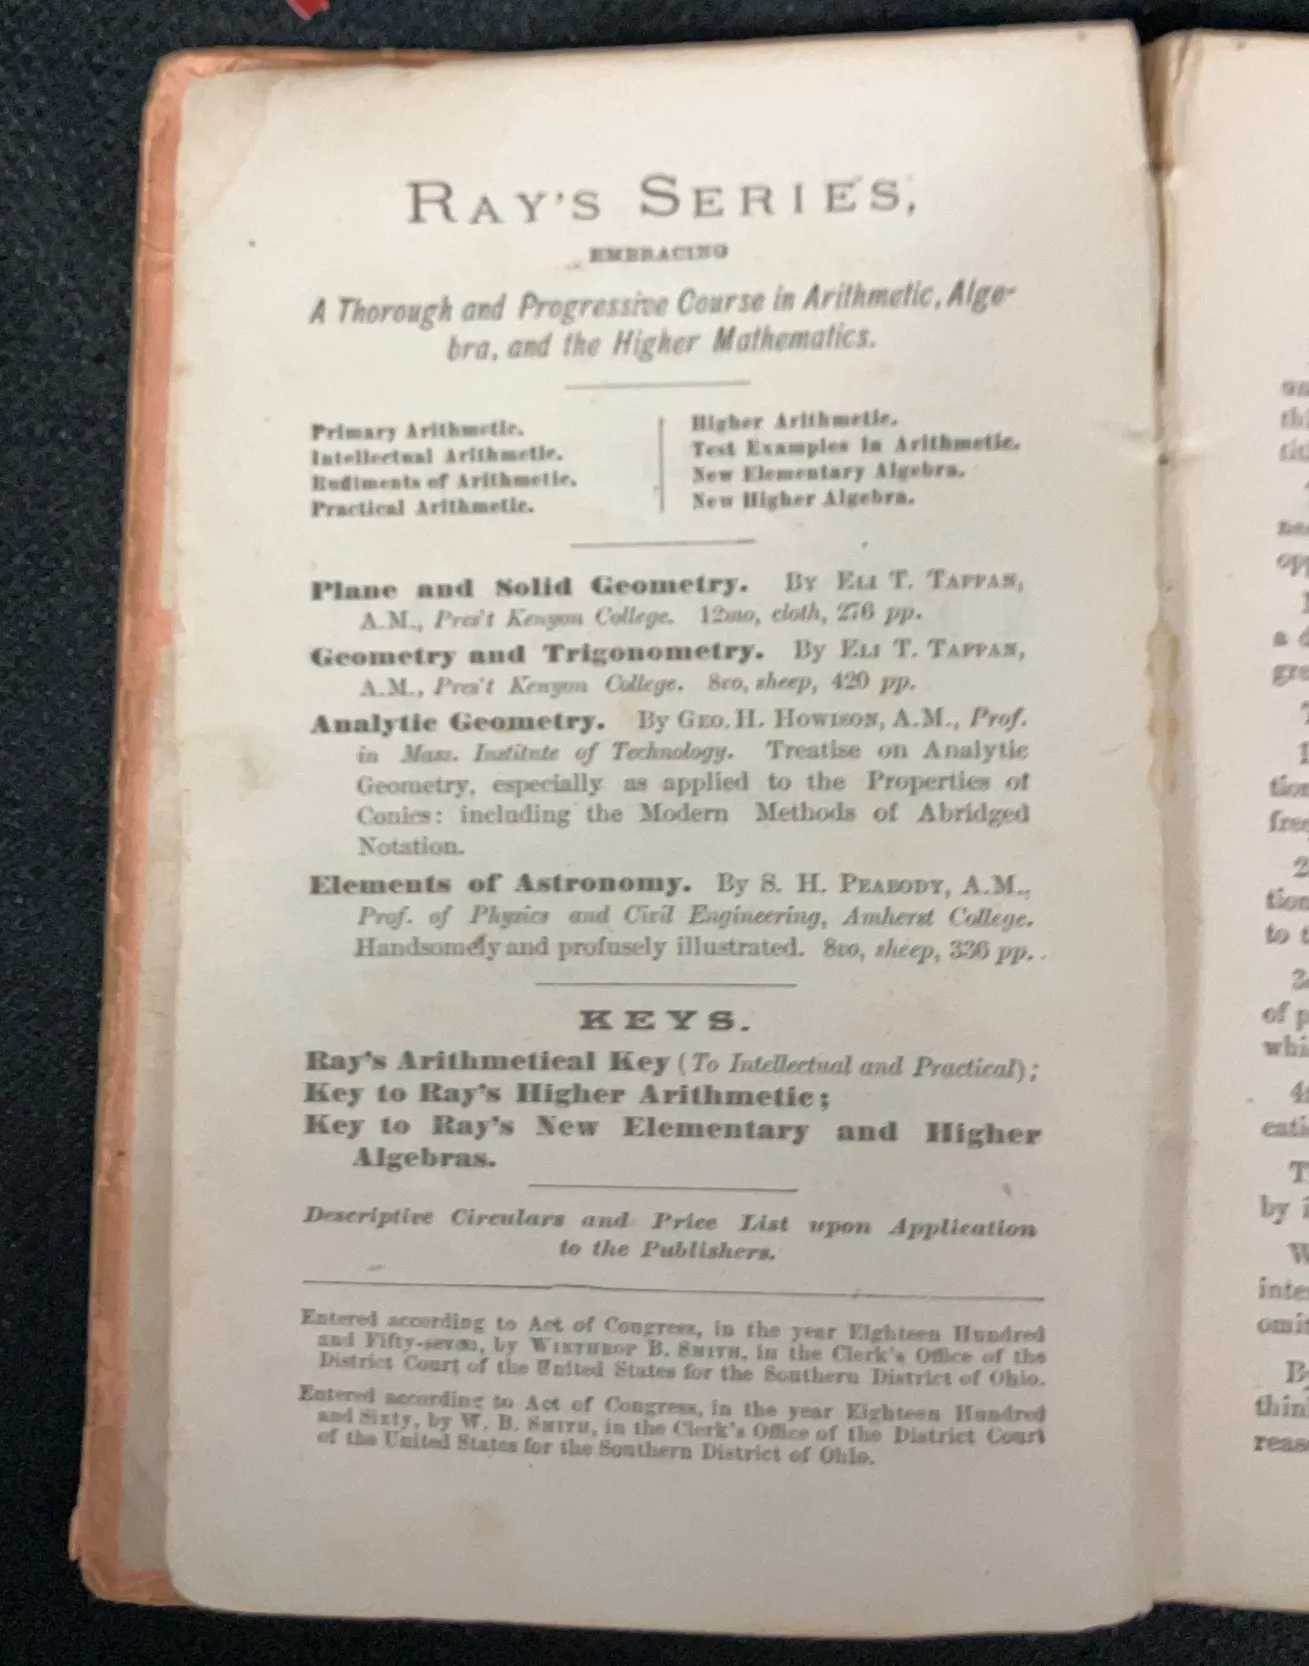 RAY'S SERIES,
EMBRACING
A Thorough and Progressive Course in Arithmetic, Alge-
bra, and the Higher Mathematics.
Primary Arithmetic.
Intellectual Arithmetic.
Rudiments of Arithmetic.
Practical Arithmetic.
Higher Arithmetic.
Test Examples in Arithmetic.
New Elementary Algebra.
New Higher Algebra.
Plane and Solid Geometry. By ELI T. TAPPAN,
A.M., Pres't Kenyon College. 12mo, cloth, 276 pp.
Geometry and Trigonometry. By ELI T. TAPPAN,
A.M., Pres't Kenyon College. 8vo, sheep, 420 pp.
Analytic Geometry. By GEO. H. HOWISON, A.M., Prof.
in Mass. Institute of Technology. Treatise on Analytic
Geometry, especially as applied to the Properties of
Conics: including the Modern Methods of Abridged
Notation.
Elements of Astronomy. By S. H. PEABODY, A.M.,
Prof. of Physics and Civil Engineering, Amherst College.
Handsomely and profusely illustrated. 8vo, sheep, 336 pp.
KEYS.
Ray's Arithmetical Key (To Intellectual and Practical);
Key to Ray's Higher Arithmetic;
Key to Ray's New Elementary and Higher
Algebras.
Descriptive Circulars and Price List upon Application
to the Publishers.
Entered according to Act of Congress, in the year Eighteen Hundred
and Fifty-seven, by WINTHROP B. SMITH, in the Clerk's Office of the
District Court of the United States for the Southern District of Ohio.
Entered according to Act of Congress, in the year Eighteen Hundred
and Sixty, by W. B. SMITH, in the Clerk's Office of the District Court
of the United States for the Southern District of Ohio.